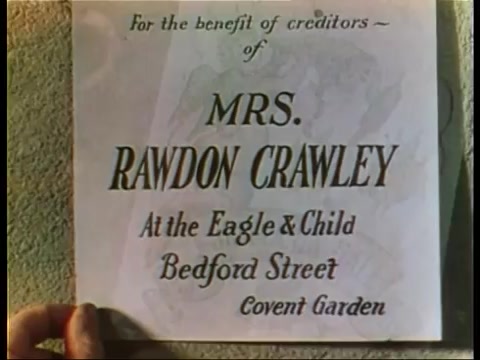 For the benefit of creditors ~
of
MRS.
RAWDON CRAWLEY
At the Eagle & Child
Bedford Street
Covent Garden